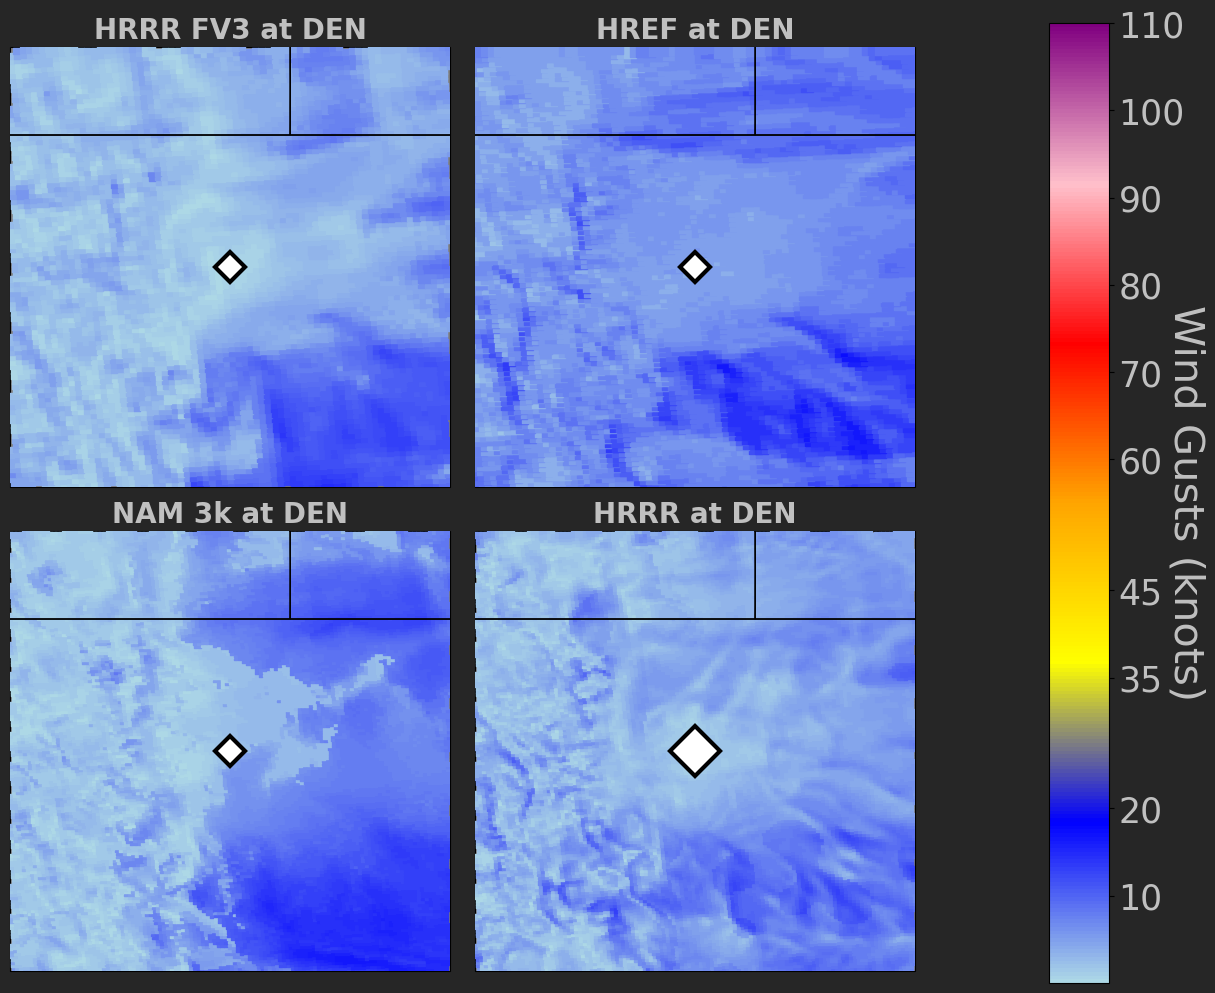 HRRR FV3 at DEN
HREF at DEN
NAM 3k at DEN
HRRR at DEN
110
100
90
80
70
60
45
35
20
10
Wind Gusts (knots)